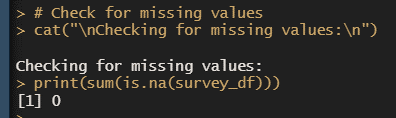 > # Check for missing values
> cat("\nChecking for missing values:\n")

Checking for missing values:
> print(sum(is.na(survey_df)))
[1] 0
>